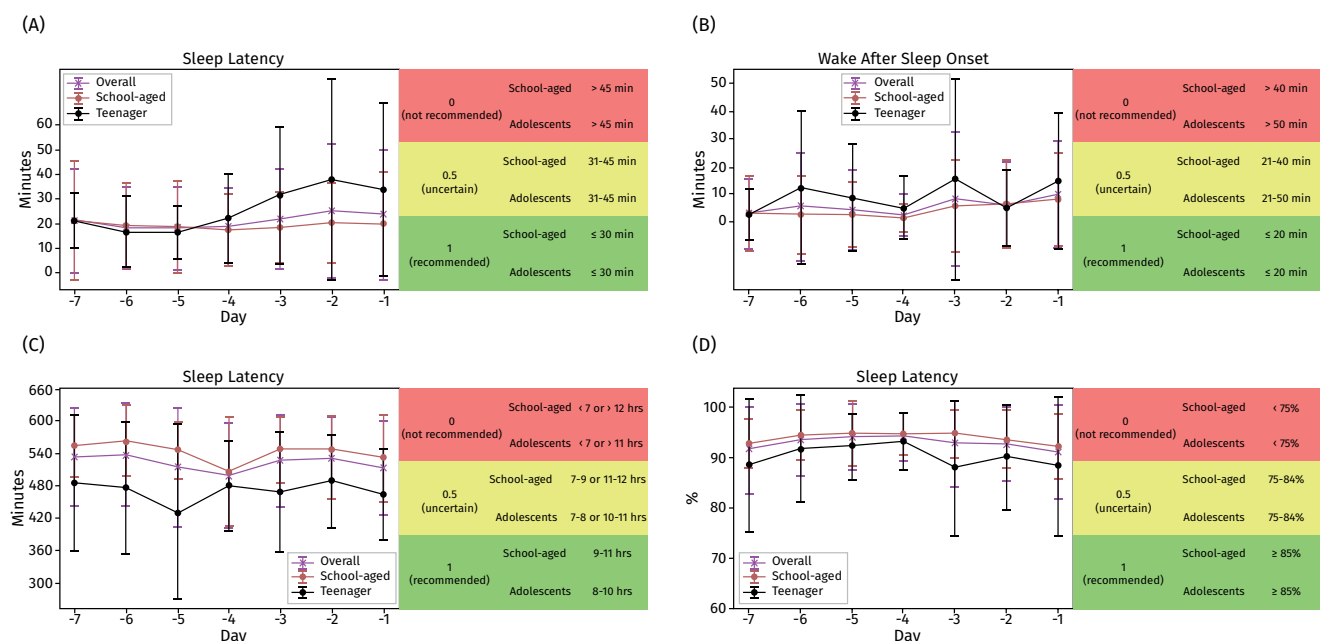 (A)
Sleep Latency
Minutes
60
50
40
30
20
10
0
Overall
School-aged
Teenager
-7 -6 -5 -4 -3 -2 -1
Day
0
(not recommended)
School-aged > 45 min
Adolescents > 45 min
0.5
(uncertain)
School-aged 31-45 min
Adolescents 31-45 min
1
(recommended)
School-aged ≤ 30 min
Adolescents ≤ 30 min
(B)
Wake After Sleep Onset
Minutes
50
40
30
20
10
0
Overall
School-aged
Teenager
-7 -6 -5 -4 -3 -2 -1
Day
0
(not recommended)
School-aged > 40 min
Adolescents > 50 min
0.5
(uncertain)
School-aged 21-40 min
Adolescents 21-50 min
1
(recommended)
School-aged ≤ 20 min
Adolescents ≤ 20 min
(C)
Sleep Latency
Minutes
660
600
540
480
420
360
300
Overall
School-aged
Teenager
-7 -6 -5 -4 -3 -2 -1
Day
0
(not recommended)
School-aged < 7 or > 12 hrs
Adolescents < 7 or > 11 hrs
0.5
(uncertain)
School-aged 7-9 or 11-12 hrs
Adolescents 7-8 or 10-11 hrs
1
(recommended)
School-aged 9-11 hrs
Adolescents 8-10 hrs
(D)
Sleep Latency
%
100
90
80
70
60
Overall
School-aged
Teenager
-7 -6 -5 -4 -3 -2 -1
Day
0
(not recommended)
School-aged < 75%
Adolescents < 75%
0.5
(uncertain)
School-aged 75-84%
Adolescents 75-84%
1
(recommended)
School-aged ≥ 85%
Adolescents ≥ 85%